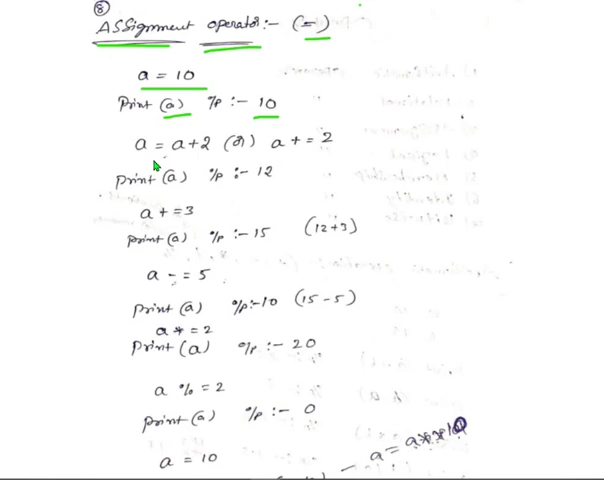 ⑧
Assignment operator:- (=)
a = 10
Print (a) o/p :- 10
a = a+2 (or) a + = 2
Print (a) o/p :- 12
a + = 3
Print (a) o/p :- 15 (12+3)
a - = 5
Print (a) o/p :- 10 (15-5)
a * = 2
Print (a) o/p :- 20
a % = 2
Print (a) o/p :- 0
a = 10
a = a**10